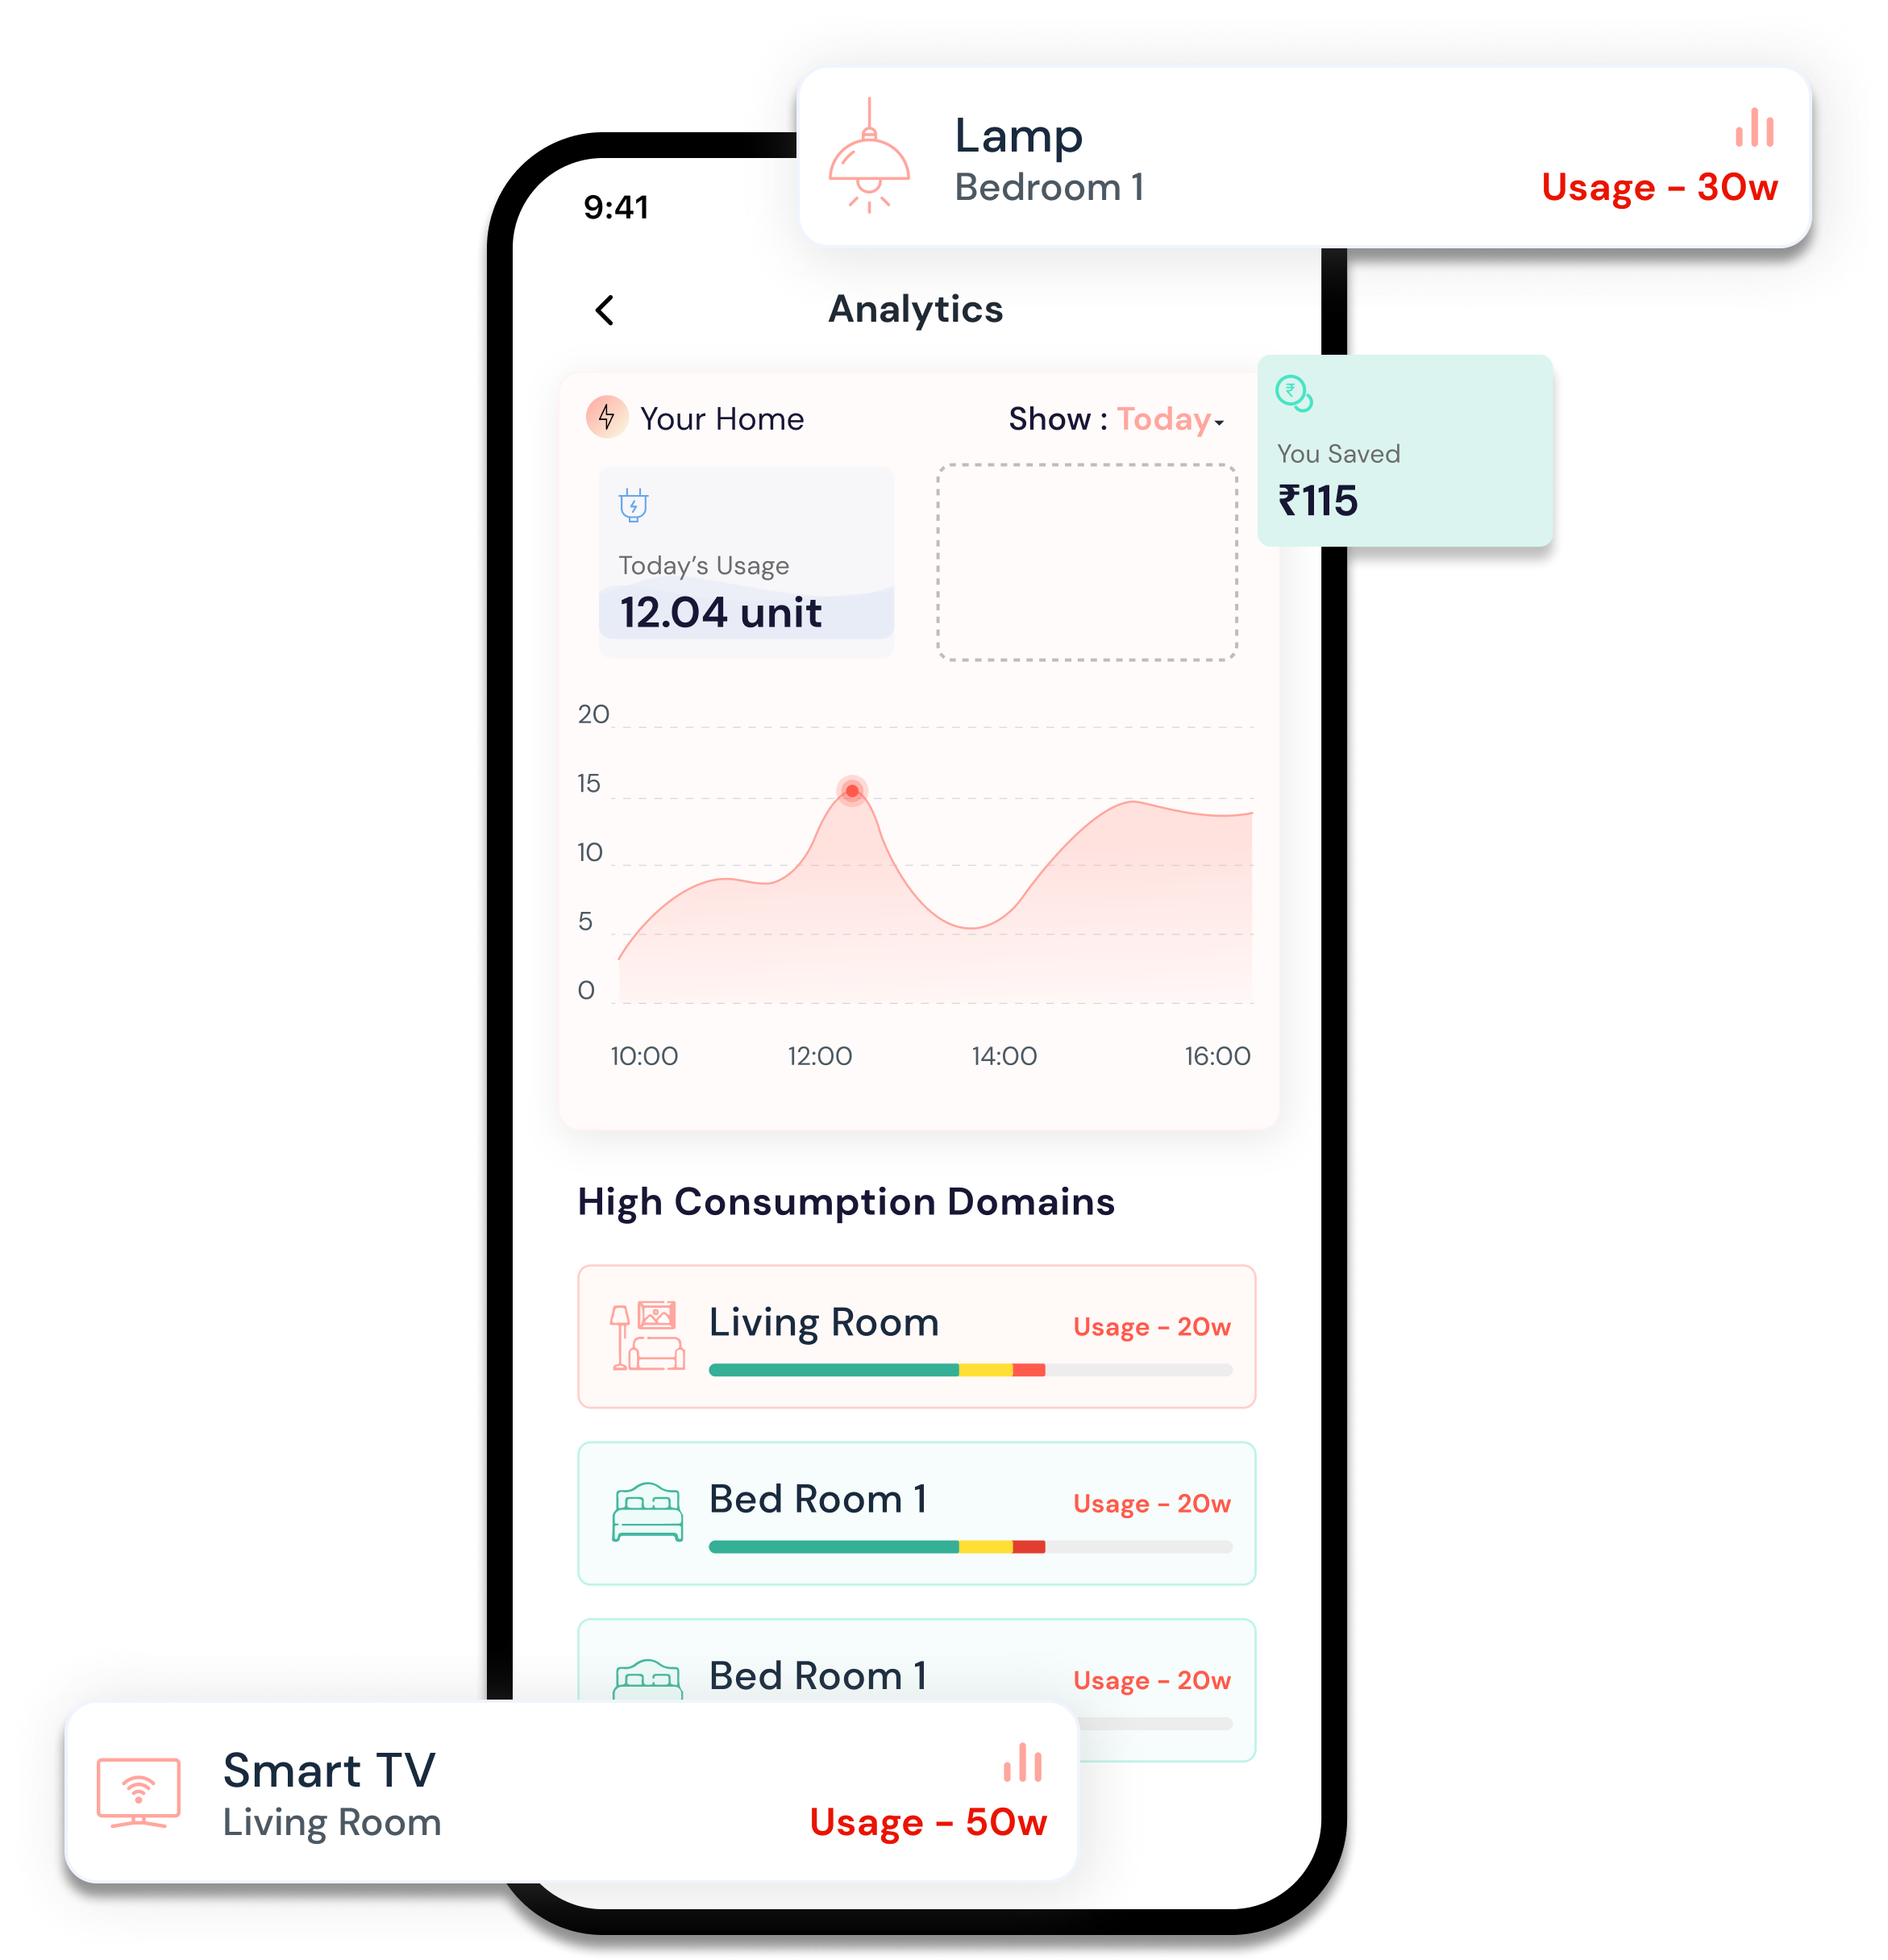 Lamp
Bedroom 1
Usage - 30w
9:41
Analytics
Your Home
Show : Today
You Saved
₹115
Today's Usage
12.04 unit
20
15
10
5
0
10:00 12:00 14:00 16:00
High Consumption Domains
Living Room
Usage - 20w
Bed Room 1
Usage - 20w
Bed Room 1
Usage - 20w
Smart TV
Living Room
Usage - 50w